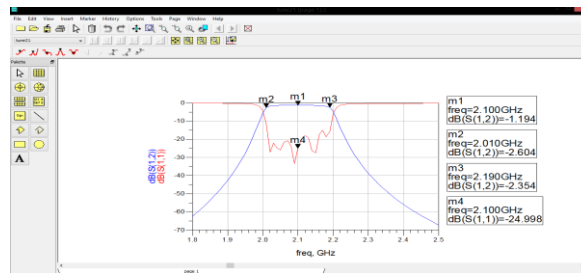 File Edit View Insert Marker History Options Tools Page Window Help
Palette
A
m1
freq=2.100GHz
dB(S(1,2))=-1.194
m2
freq=2.010GHz
dB(S(1,2))=-2.604
m3
freq=2.190GHz
dB(S(1,2))=-2.354
m4
freq=2.100GHz
dB(S(1,1))=-24.998
m2 m1 m3
m4
dB(S(1,2))
dB(S(1,1))
0
-10
-20
-30
-40
-50
-60
-70
1.8 1.9 2.0 2.1 2.2 2.3 2.4 2.5
freq, GHz
page 1